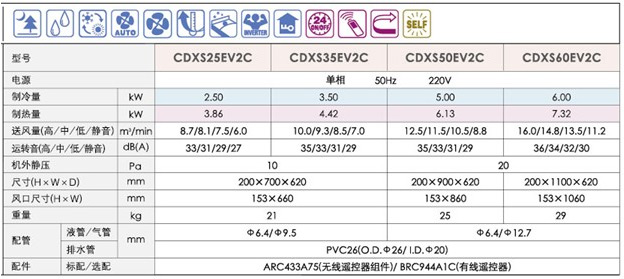 AUTO
INVERTER
24
ON/OFF
SELF
型号 CDXS25EV2C CDXS35EV2C CDXS50EV2C CDXS60EV2C
电源 单相 50Hz 220V
制冷量 kW 2.50 3.50 5.00 6.00
制热量 kW 3.86 4.42 6.13 7.32
送风量(高/中/低/静音) m³/min 8.7/8.1/7.5/6.0 10.0/9.3/8.5/7.0 12.5/11.5/10.5/8.8 16.0/14.8/13.5/11.2
运转音(高/中/低/静音) dB(A) 33/31/29/27 35/33/31/29 35/33/31/29 36/34/32/30
机外静压 Pa 10 20
尺寸(H×W×D) mm 200×700×620 200×900×620 200×1100×620
风口尺寸(H×W) mm 153×660 153×860 153×1060
重量 kg 21 25 29
配管 液管/气管 mm Φ6.4/Φ9.5 Φ6.4/Φ12.7
排水管 PVC26(O.D.Φ26/ I.D.Φ20)
配件 标配/选配 ARC433A75(无线遥控器组件)/ BRC944A1C(有线遥控器)